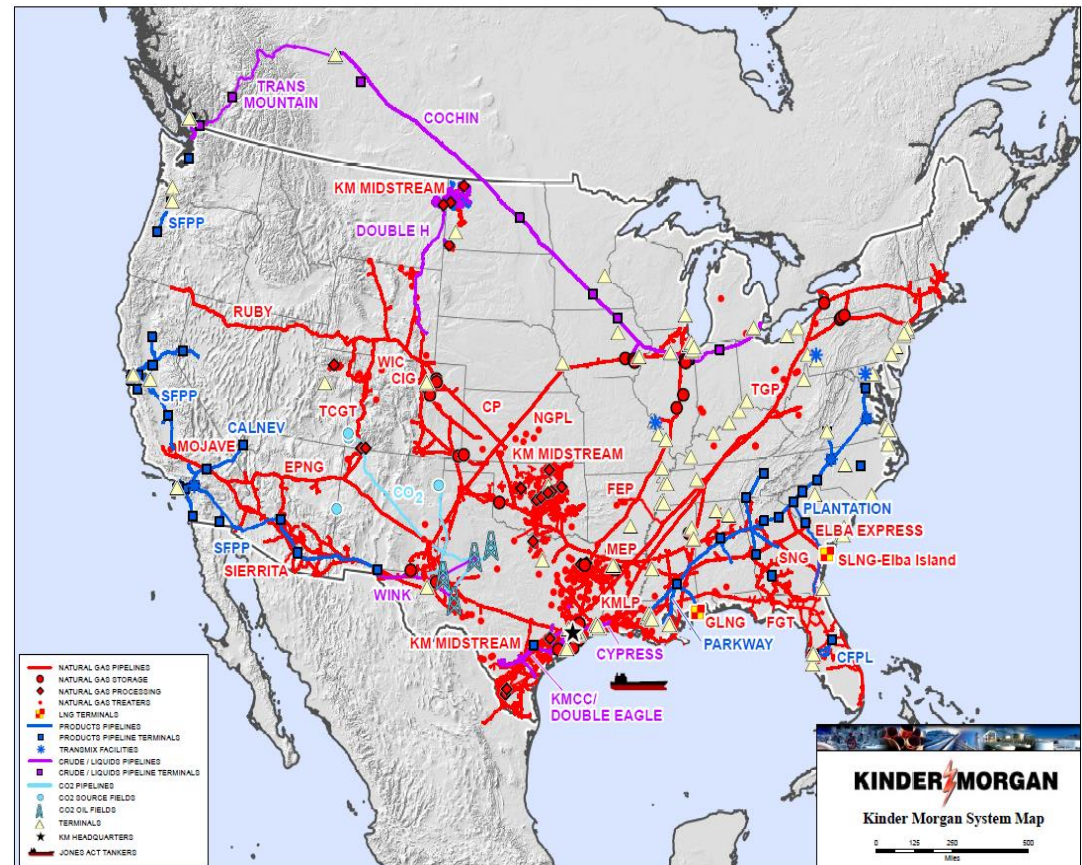 TRANS
MOUNTAIN
COCHIN
KM MIDSTREAM
SFPP
DOUBLE H
RUBY
WIC
CIG
CP
NGPL
TGP
SFPP
TCGT
CALNEV
MOJAVE
EPNG
KM MIDSTREAM
CO2
FEP
PLANTATION
ELBA EXPRESS
SFPP
MEP
SNG
SLNG-Elba Island
SIERRITA
WINK
KMLP
GLNG
FGT
KM MIDSTREAM
PARKWAY
CYPRESS
CFPL
KMCC/
DOUBLE EAGLE
NATURAL GAS PIPELINES
NATURAL GAS STORAGE
NATURAL GAS PROCESSING
NATURAL GAS TREATERS
LNG TERMINALS
PRODUCTS PIPELINES
PRODUCTS PIPELINE TERMINALS
TRANSMIX FACILITIES
CRUDE / LIQUIDS PIPELINES
CRUDE / LIQUIDS PIPELINE TERMINALS
CO2 PIPELINES
CO2 SOURCE FIELDS
CO2 OIL FIELDS
TERMINALS
KM HEADQUARTERS
JONES ACT TANKERS
KINDER MORGAN
Kinder Morgan System Map
0 125 250 500
Miles